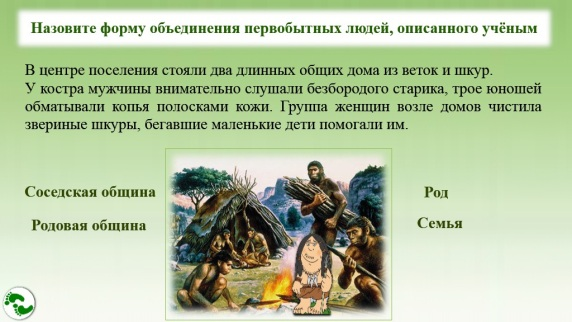 Назовите форму объединения первобытных людей, описанного учёным
В центре поселения стояли два длинных общих дома из веток и шкур.
У костра мужчины внимательно слушали безбородого старика, трое юношей
обматывали копья полосками кожи. Группа женщин возле домов чистила
звериные шкуры, бегавшие маленькие дети помогали им.
Соседская община
Род
Родовая община
Семья